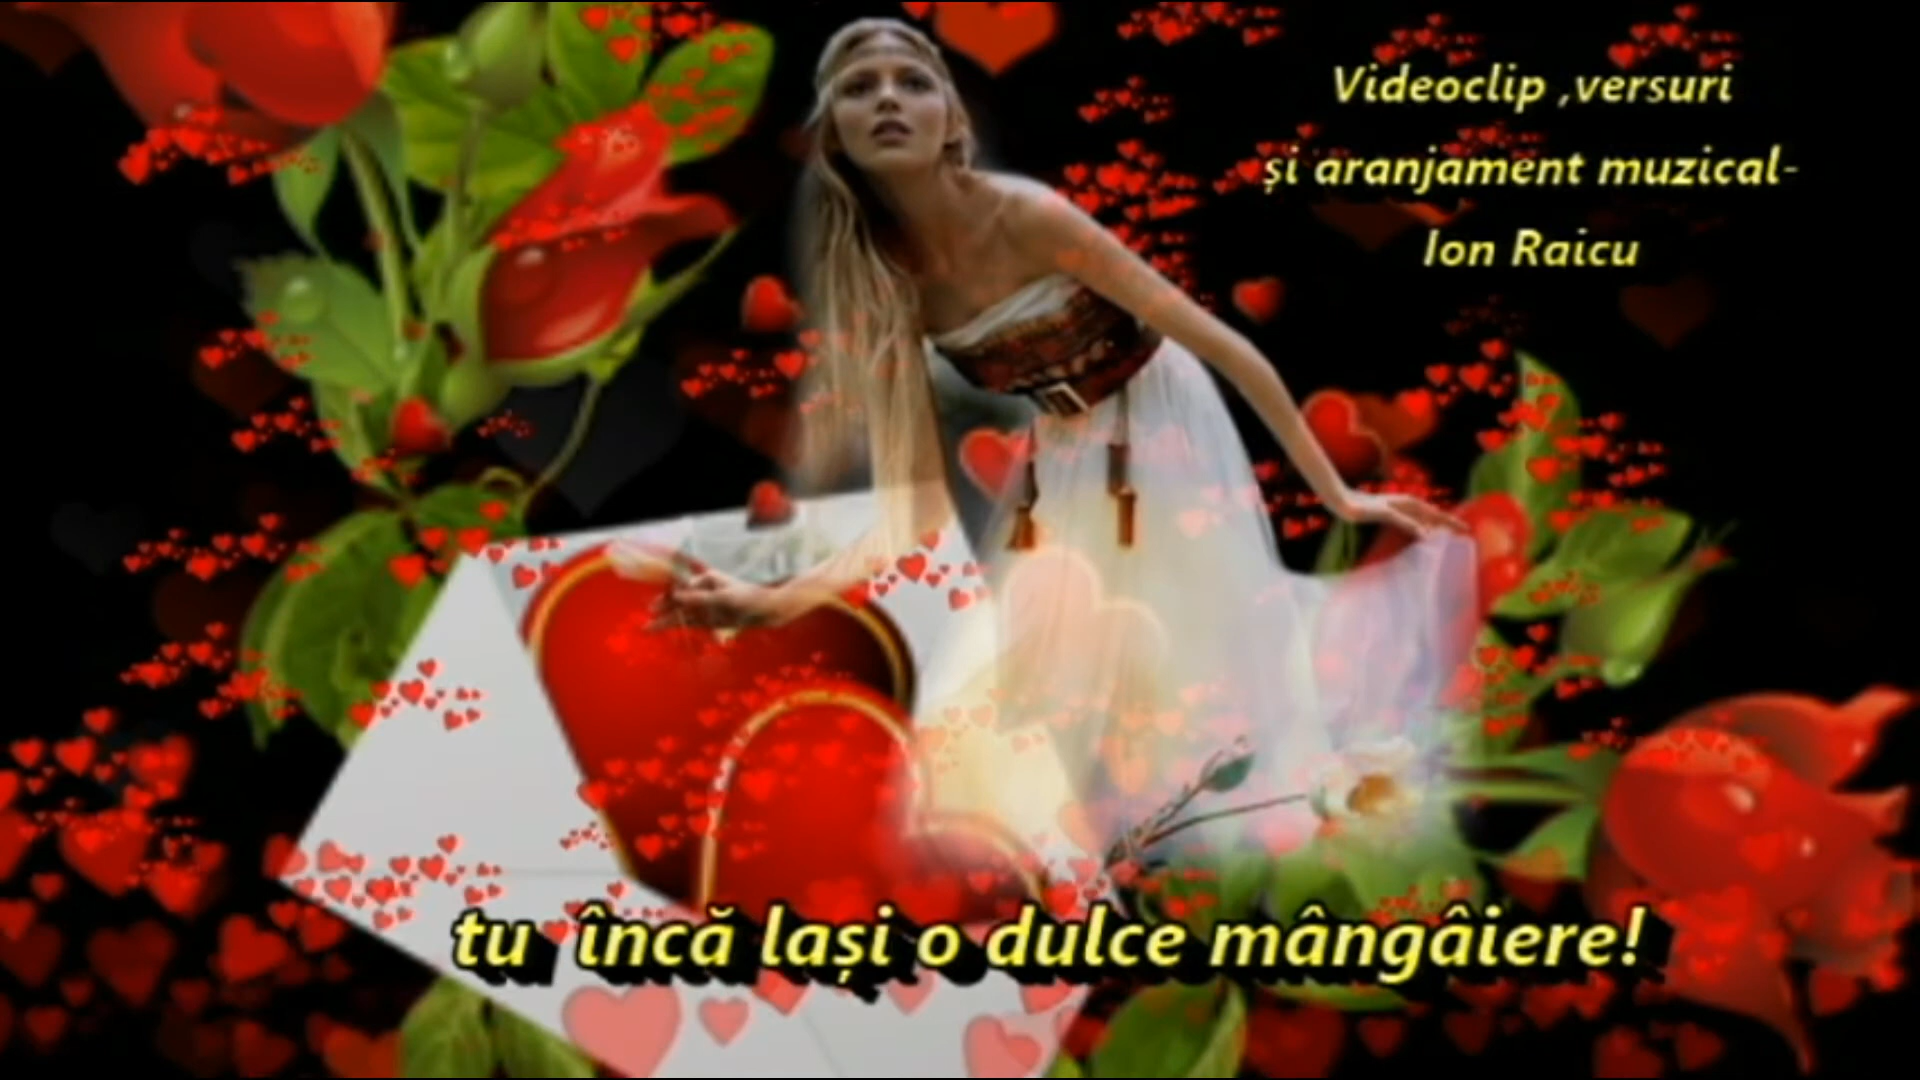 Videoclip ,versuri
și aranjament muzical-
Ion Raicu
tu încă lași o dulce mângâiere!